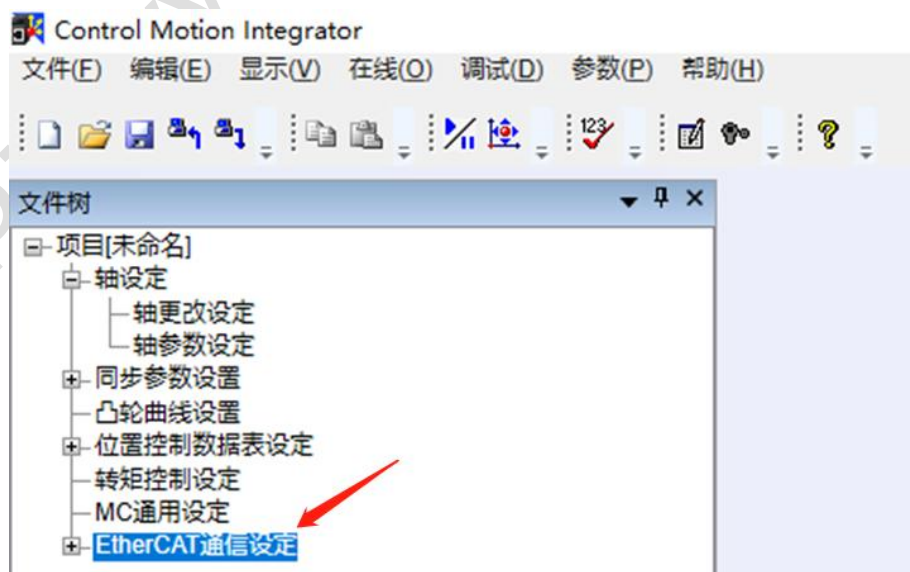 Control Motion Integrator
文件(F) 编辑(E) 显示(V) 在线(O) 调试(D) 参数(P) 帮助(H)
123
文件树
项目[未命名]
轴设定
轴更改设定
轴参数设定
同步参数设置
凸轮曲线设置
位置控制数据表设定
转矩控制设定
MC通用设定
EtherCAT通信设定